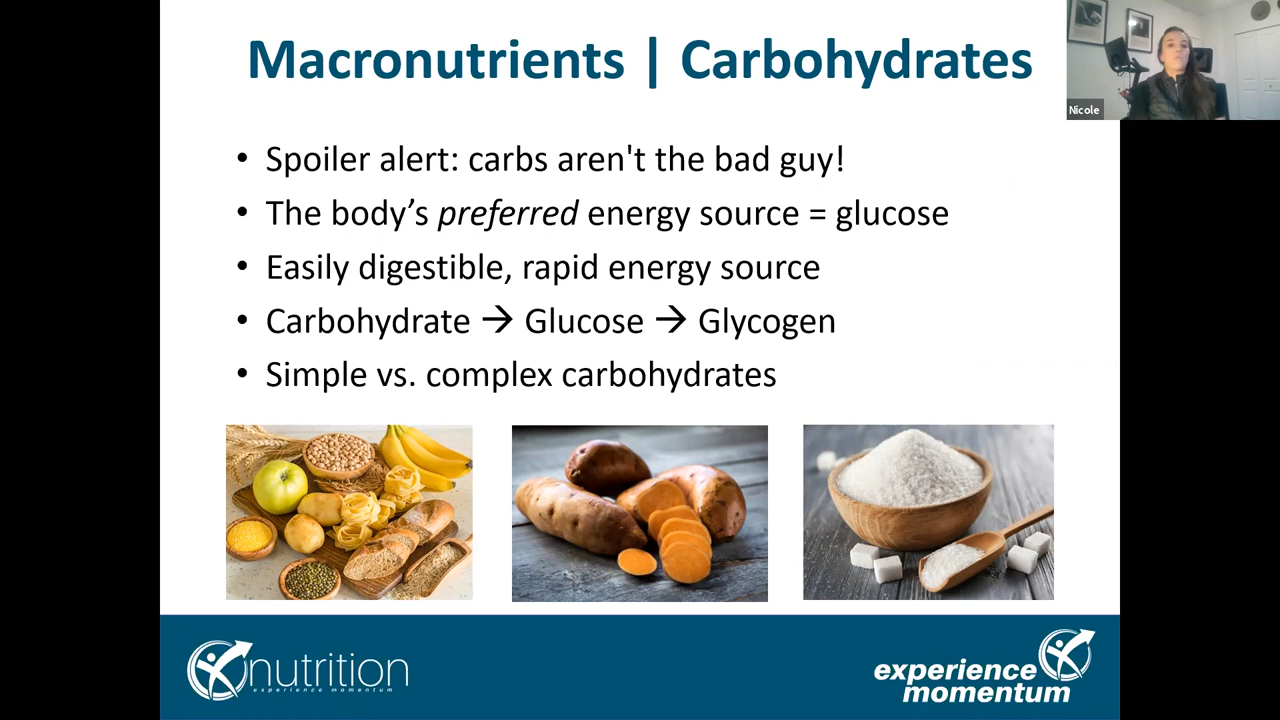 Macronutrients | Carbohydrates
Nicole
• Spoiler alert: carbs aren't the bad guy!
• The body’s preferred energy source = glucose
• Easily digestible, rapid energy source
• Carbohydrate → Glucose → Glycogen
• Simple vs. complex carbohydrates
nutrition
experience momentum
experience
momentum